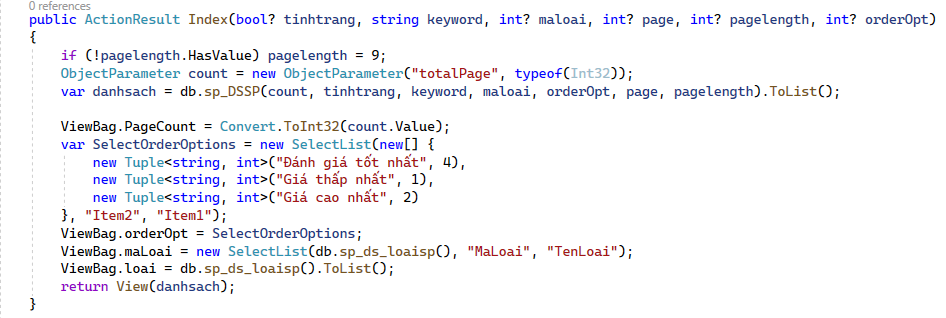 0 references
public ActionResult Index(bool? tinhtrang, string keyword, int? maloai, int? page, int? pagelength, int? orderOpt)
{
if (!pagelength.HasValue) pagelength = 9;
ObjectParameter count = new ObjectParameter("totalPage", typeof(Int32));
var danhsach = db.sp_DSSP(count, tinhtrang, keyword, maloai, orderOpt, page, pagelength).ToList();
ViewBag.PageCount = Convert.ToInt32(count.Value);
var SelectOrderOptions = new SelectList(new[] {
new Tuple<string, int>("Đánh giá tốt nhất", 4),
new Tuple<string, int>("Giá thấp nhất", 1),
new Tuple<string, int>("Giá cao nhất", 2)
}, "Item2", "Item1");
ViewBag.orderOpt = SelectOrderOptions;
ViewBag.maLoai = new SelectList(db.sp_ds_loaisp(), "MaLoai", "TenLoai");
ViewBag.loai = db.sp_ds_loaisp().ToList();
return View(danhsach);
}